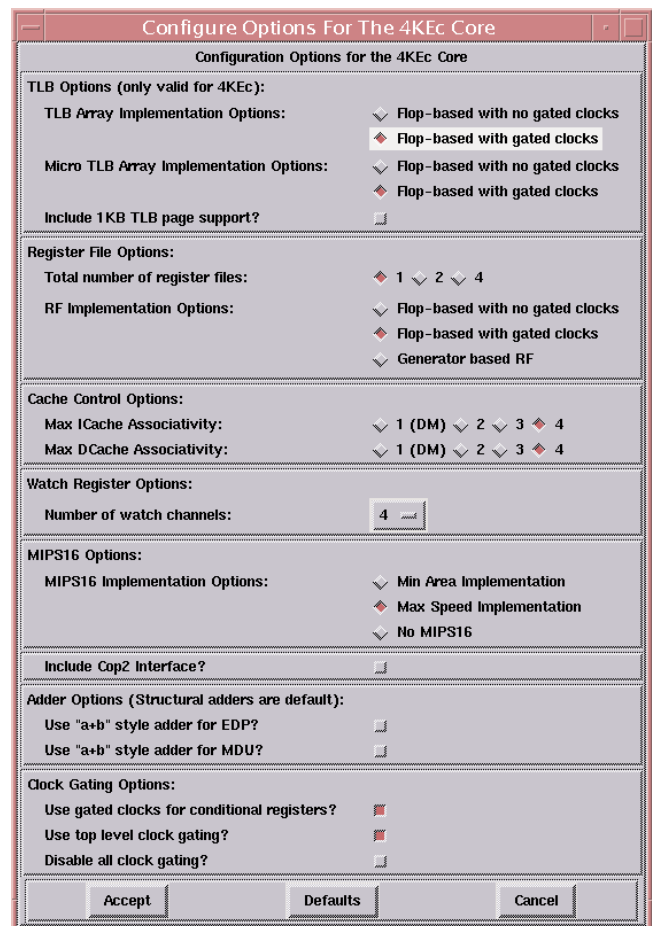 Configure Options For The 4KEc Core
Configuration Options for the 4KEc Core
TLB Options (only valid for 4KEc):
TLB Array Implementation Options: Flop-based with no gated clocks
Flop-based with gated clocks
Micro TLB Array Implementation Options: Flop-based with no gated clocks
Flop-based with gated clocks
Include 1KB TLB page support?
Register File Options:
Total number of register files: 1 2 4
RF Implementation Options: Flop-based with no gated clocks
Flop-based with gated clocks
Generator based RF
Cache Control Options:
Max ICache Associativity: 1 (DM) 2 3 4
Max DCache Associativity: 1 (DM) 2 3 4
Watch Register Options:
Number of watch channels: 4
MIPS16 Options:
MIPS16 Implementation Options: Min Area Implementation
Max Speed Implementation
No MIPS16
Include Cop2 Interface?
Adder Options (Structural adders are default):
Use "a+b" style adder for EDP?
Use "a+b" style adder for MDU?
Clock Gating Options:
Use gated clocks for conditional registers?
Use top level clock gating?
Disable all clock gating?
Accept Defaults Cancel